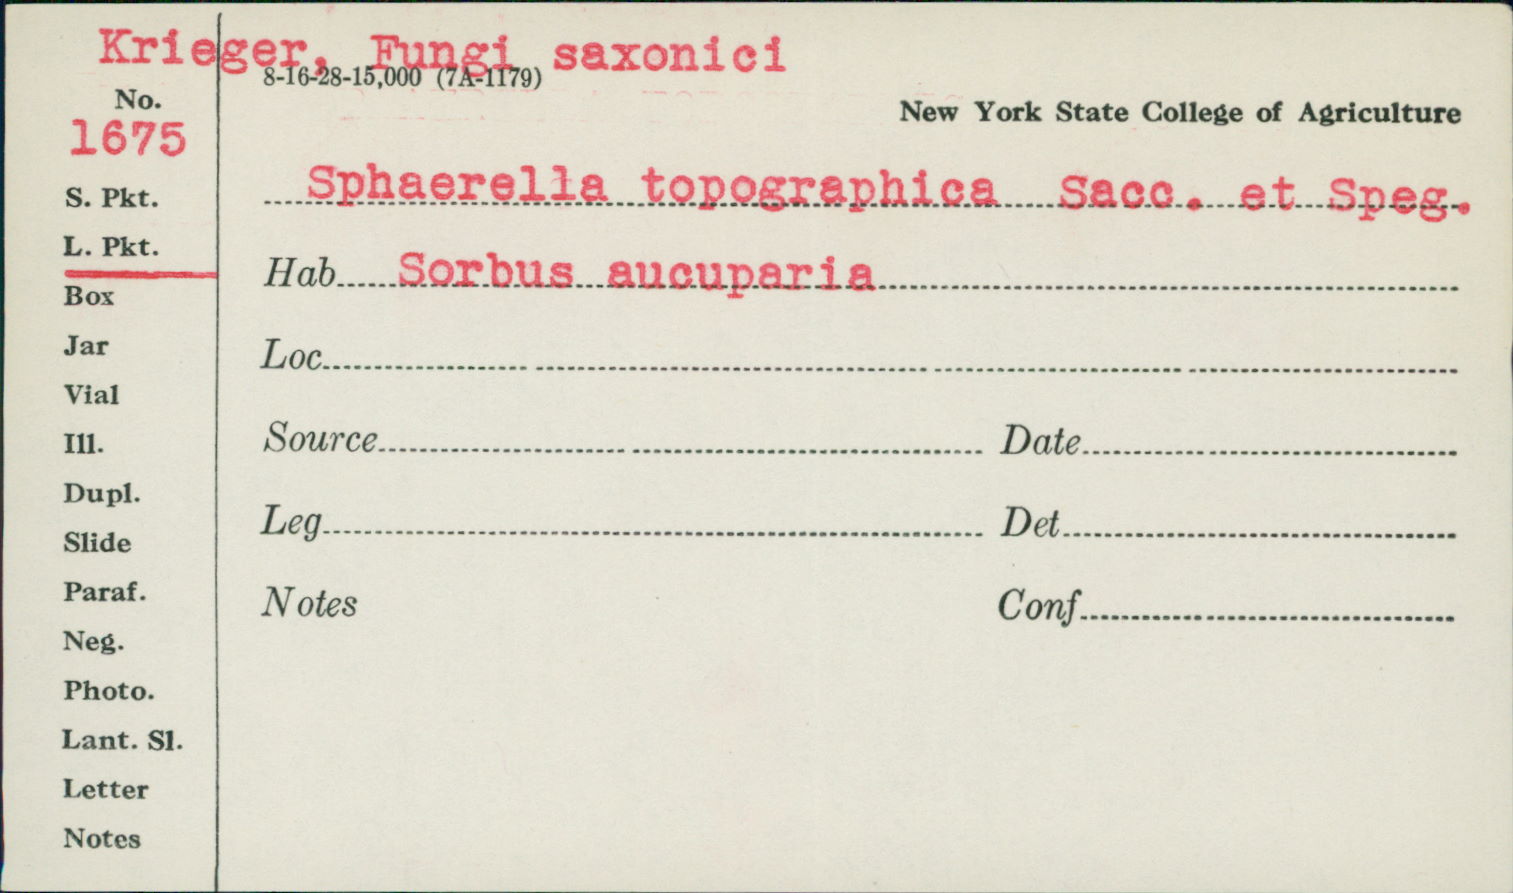 Krieger, Fungi saxonici
8-16-28-15,000 (7A-1179)
No.
1675
New York State College of Agriculture
S. Pkt.
Sphaerella topographica Sacc. et Speg.
L. Pkt.
Hab Sorbus aucuparia
Box
Jar
Loc
Vial
Ill.
Source Date
Dupl.
Slide
Leg Det
Paraf.
Notes Conf
Neg.
Photo.
Lant. Sl.
Letter
Notes